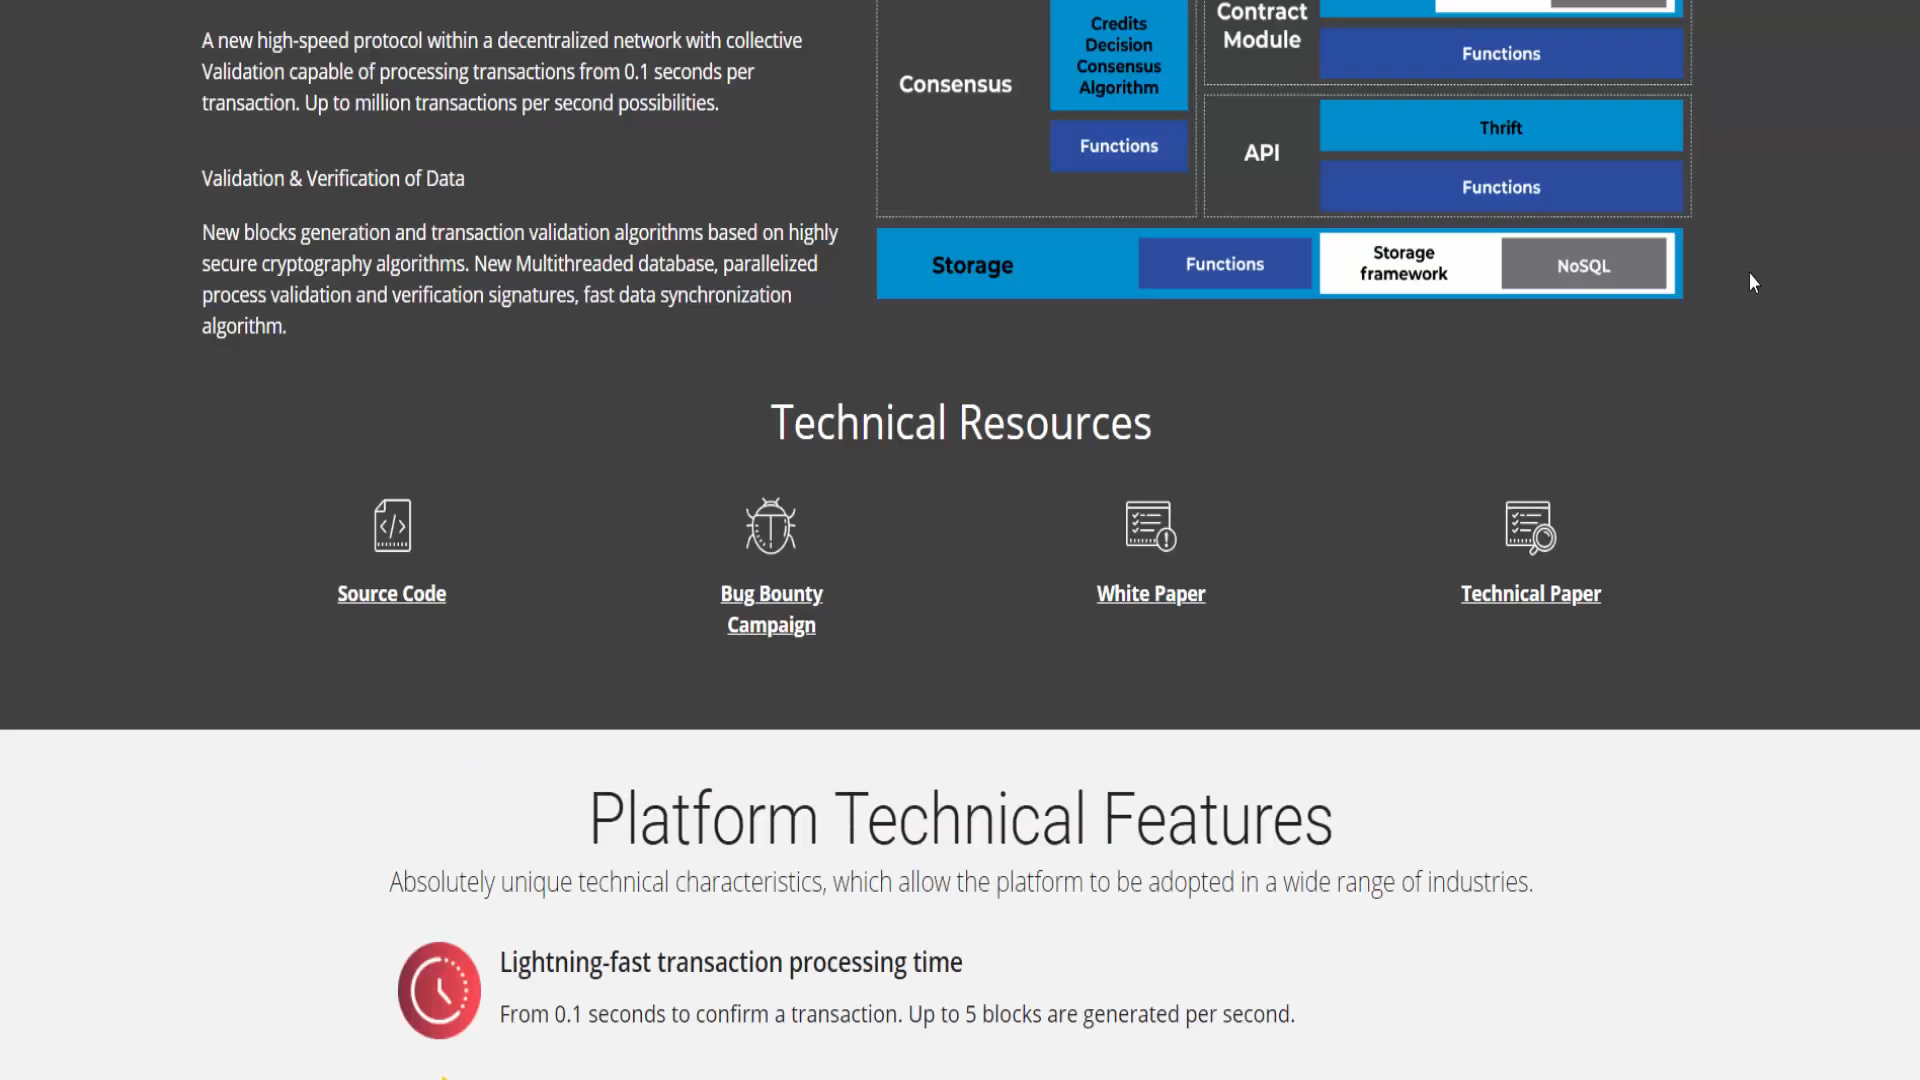 A new high-speed protocol within a decentralized network with collective
Validation capable of processing transactions from 0.1 seconds per
transaction. Up to million transactions per second possibilities.
Validation & Verification of Data
New blocks generation and transaction validation algorithms based on highly
secure cryptography algorithms. New Multithreaded database, parallelized
process validation and verification signatures, fast data synchronization
algorithm.
Consensus
Credits
Decision
Consensus
Algorithm
Functions
Contract
Module
Functions
API
Thrift
Functions
Storage
Functions
Storage
framework
NoSQL
Technical Resources
Source Code
Bug Bounty
Campaign
White Paper
Technical Paper
Platform Technical Features
Absolutely unique technical characteristics, which allow the platform to be adopted in a wide range of industries.
Lightning-fast transaction processing time
From 0.1 seconds to confirm a transaction. Up to 5 blocks are generated per second.